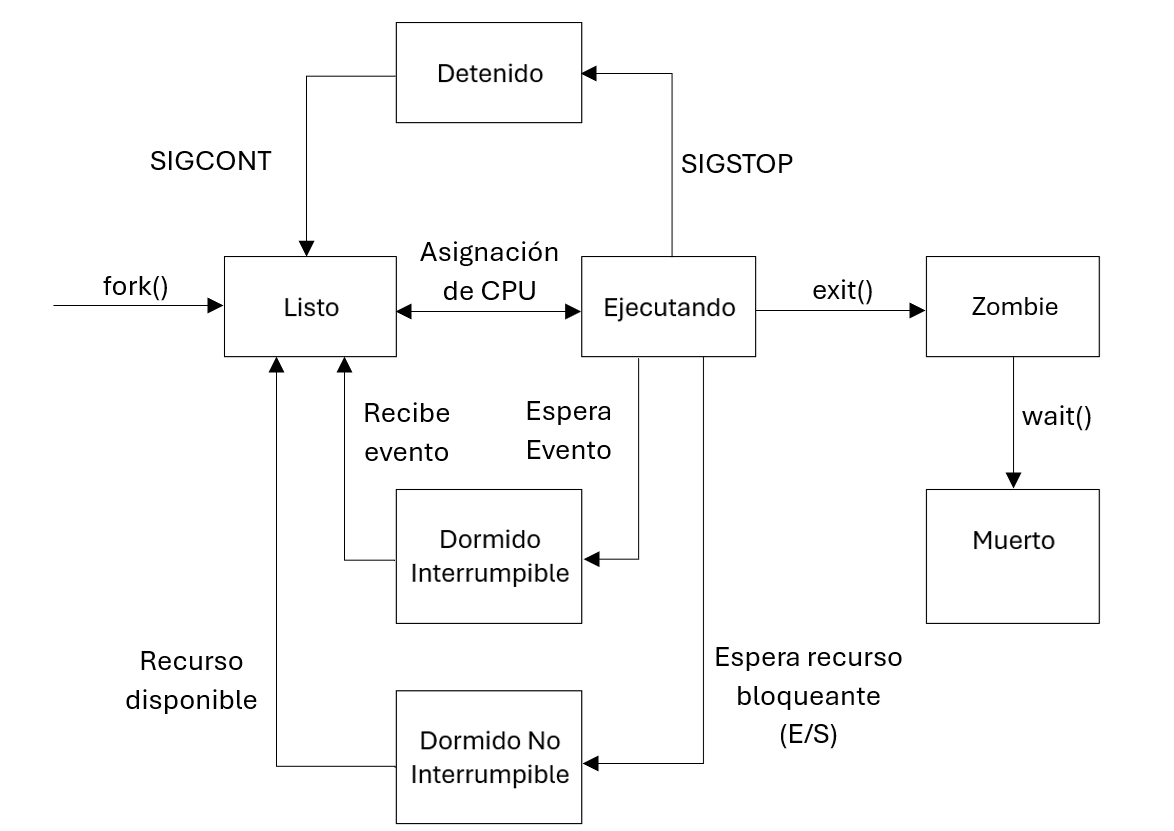 Detenido
SIGCONT
SIGSTOP
Asignación
de CPU
fork()
Listo
Ejecutando
exit()
Zombie
Recibe
evento
Espera
Evento
wait()
Dormido
Interrumpible
Muerto
Recurso
disponible
Espera recurso
bloqueante
(E/S)
Dormido No
Interrumpible